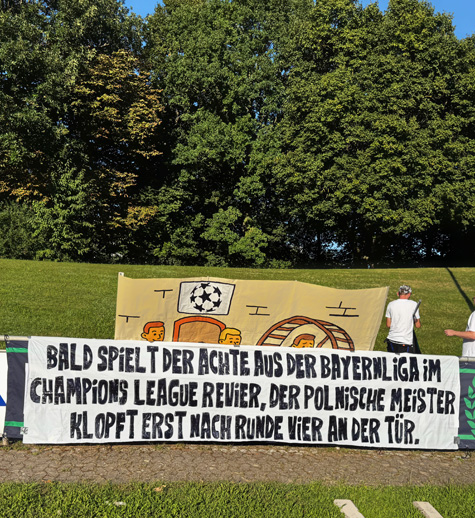 BALD SPIELT DER ACHTE AUS DER BAYERNLIGA IM
CHAMPIONS LEAGUE REVIER, DER POLNISCHE MEISTER
KLOPFT ERST NACH RUNDE VIER AN DER TÜR.